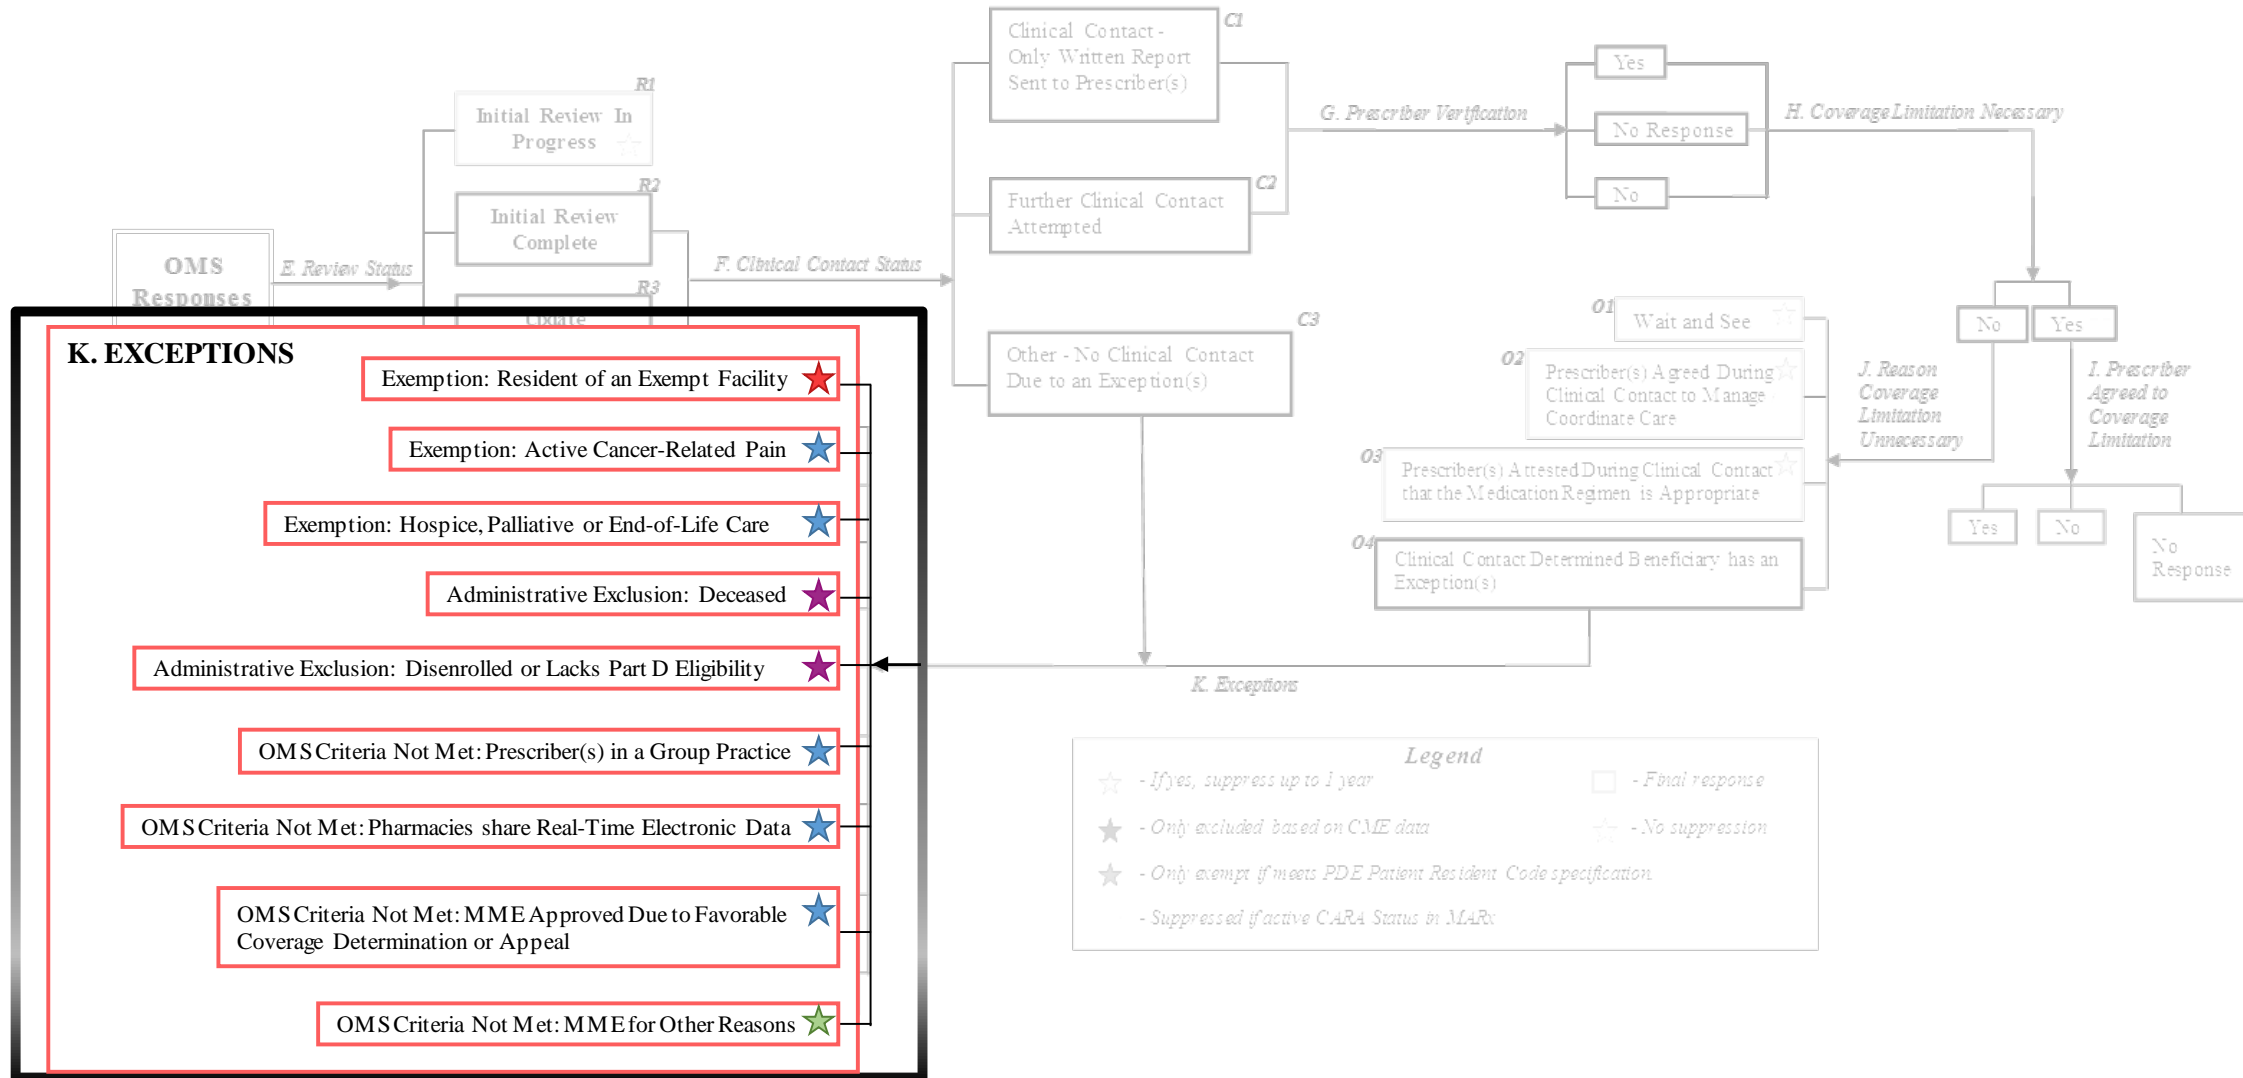 OMS
Responses
E. Review Status
R1
Initial Review In
Progress
R2
Initial Review
Complete
R3
Update
F. Clinical Contact Status
C1
Clinical Contact -
Only Written Report
Sent to Prescriber(s)
C2
Further Clinical Contact
Attempted
C3
Other - No Clinical Contact
Due to an Exception(s)
G. Prescriber Verification
Yes
No Response
No
H. Coverage Limitation Necessary
No
Yes
I. Prescriber
Agreed to
Coverage
Limitation
Yes
No
No
Response
J. Reason
Coverage
Limitation
Unnecessary
O1
Wait and See
O2
Prescriber(s) Agreed During
Clinical Contact to Manage
Coordinate Care
O3
Prescriber(s) Attested During Clinical Contact
that the Medication Regimen is Appropriate
O4
Clinical Contact Determined Beneficiary has an
Exception(s)
K. Exceptions
K. EXCEPTIONS
Exemption: Resident of an Exempt Facility
Exemption: Active Cancer-Related Pain
Exemption: Hospice, Palliative or End-of-Life Care
Administrative Exclusion: Deceased
Administrative Exclusion: Disenrolled or Lacks Part D Eligibility
OMS Criteria Not Met: Prescriber(s) in a Group Practice
OMS Criteria Not Met: Pharmacies share Real-Time Electronic Data
OMS Criteria Not Met: MME Approved Due to Favorable
Coverage Determination or Appeal
OMS Criteria Not Met: MME for Other Reasons
Legend
- If yes, suppress up to 1 year
- Final response
- Only excluded based on CME data
- No suppression
- Only exempt if meets PDE Patient Resident Code specification
- Suppressed if active CARA Status in MARx